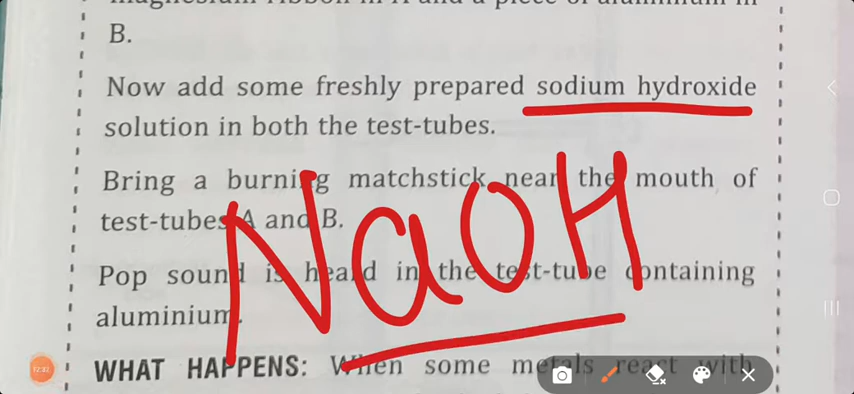 B.
Now add some freshly prepared sodium hydroxide
solution in both the test-tubes.
Bring a burning matchstick near the mouth of
test-tubes A and B.
NaOH
Pop sound is heard in the test-tube containing
aluminium.
WHAT HAPPENS: When some metals react with